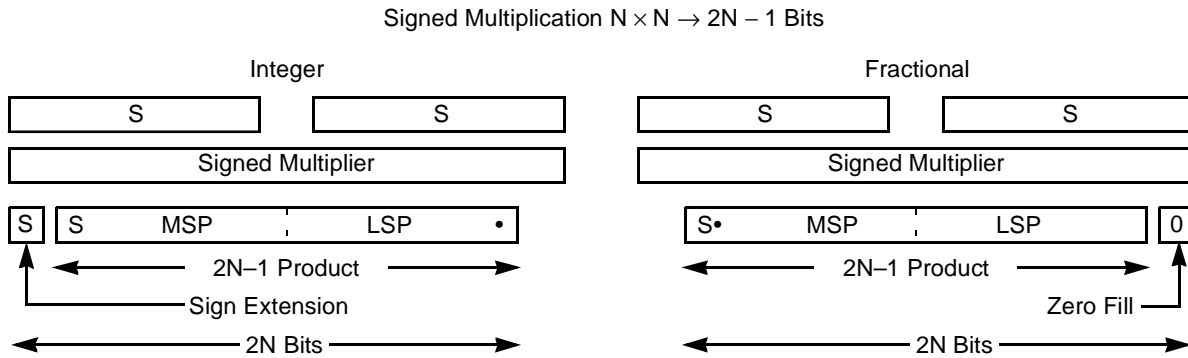 Signed Multiplication N × N → 2N – 1 Bits
Integer
Fractional
S
S
S
S
Signed Multiplier
Signed Multiplier
S
S MSP LSP •
S• MSP LSP
0
2N–1 Product
2N–1 Product
Sign Extension
Zero Fill
2N Bits
2N Bits